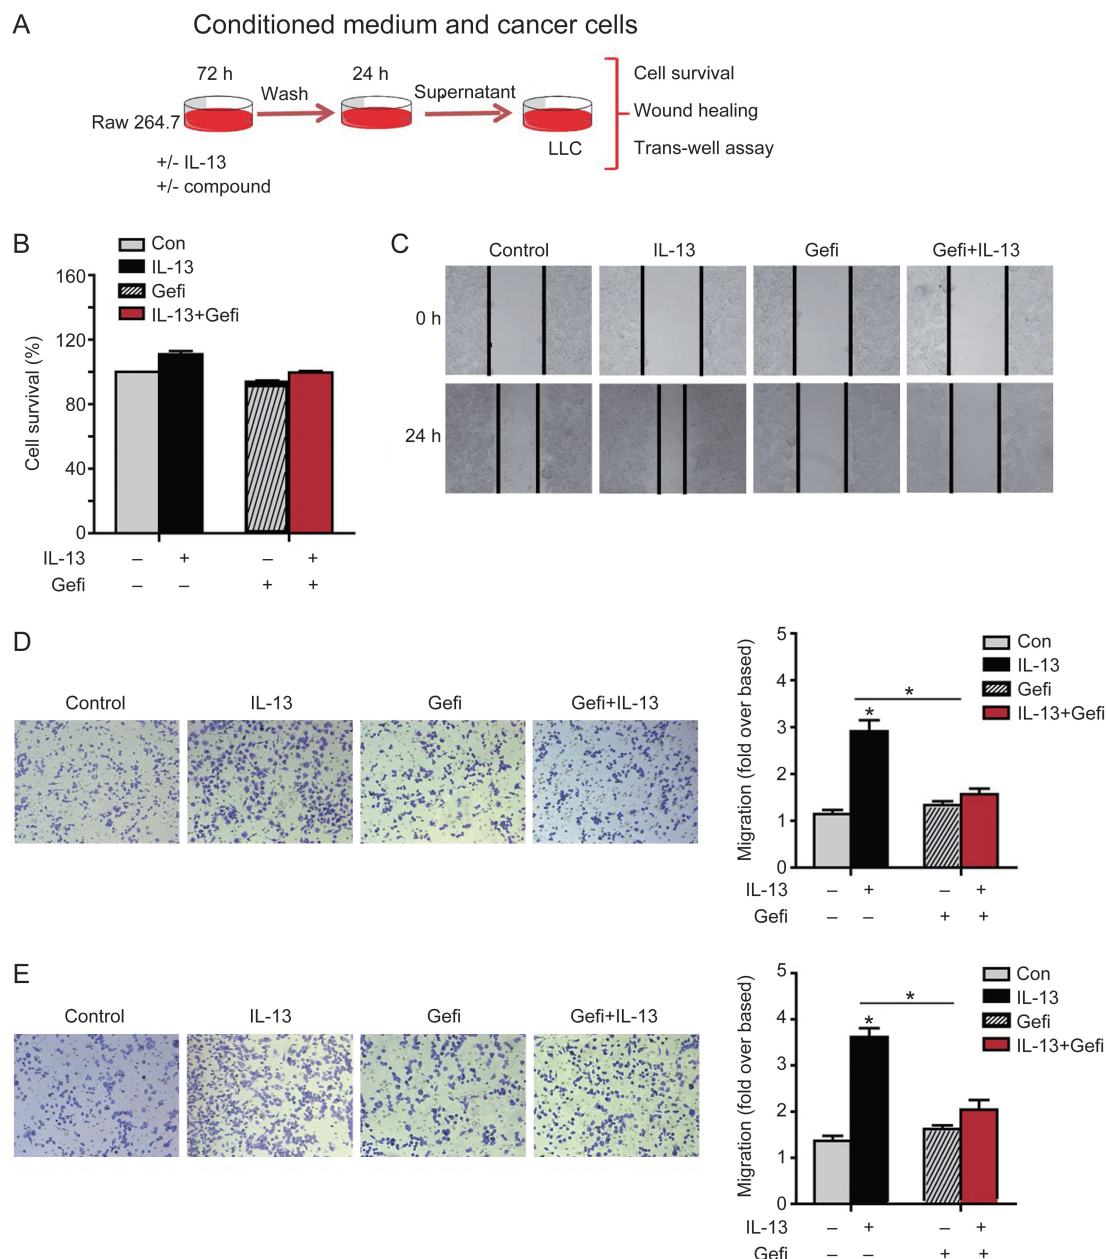 A
Conditioned medium and cancer cells
72 h
24 h
Wash
Supernatant
Raw 264.7
LLC
+/- IL-13
+/- compound
Cell survival
Wound healing
Trans-well assay
B
Con
IL-13
Gefi
IL-13+Gefi
Cell survival (%)
160
120
80
40
0
IL-13 – + – +
Gefi – – + +
C
Control IL-13 Gefi Gefi+IL-13
0 h
24 h
D
Control IL-13 Gefi Gefi+IL-13
Migration (fold over based)
5
4
3
2
1
0
*
*
Con
IL-13
Gefi
IL-13+Gefi
IL-13 – + – +
Gefi – – + +
E
Control IL-13 Gefi Gefi+IL-13
Migration (fold over based)
5
4
3
2
1
0
*
*
Con
IL-13
Gefi
IL-13+Gefi
IL-13 – + – +
Gefi – – + +